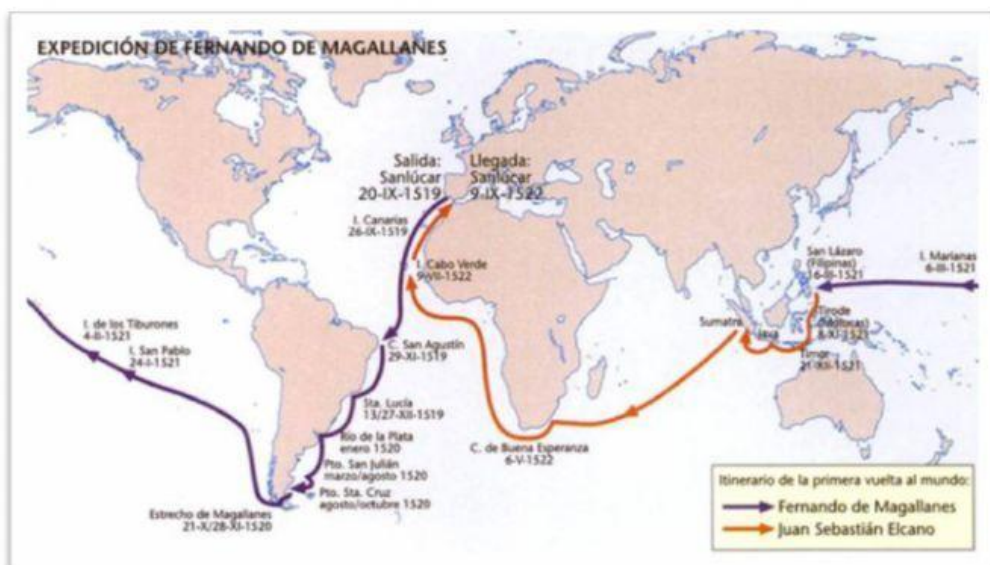 EXPEDICIÓN DE FERNANDO DE MAGALLANES
Salida:
Sanlúcar
20-IX-1519
Llegada:
Sanlúcar
9-IX-1522
I. Canarias
26-IX-1519
I. Cabo Verde
9-VII-1522
San Lázaro
(Filipinas)
16-III-1521
I. Marianas
6-III-1521
I. de los Tiburones
4-II-1521
I. San Pablo
24-I-1521
C. San Agustín
29-XI-1519
Sumatra
Java
Tirode
(Molucas)
8-XI-1521
Timor
21-XII-1521
Sta. Lucía
13/27-XII-1519
Río de la Plata
enero 1520
C. de Buena Esperanza
6-V-1522
Pto. San Julián
marzo/agosto 1520
Pto. Sta. Cruz
agosto/octubre 1520
Estrecho de Magallanes
21-X/28-XI-1520
Itinerario de la primera vuelta al mundo:
Fernando de Magallanes
Juan Sebastián Elcano